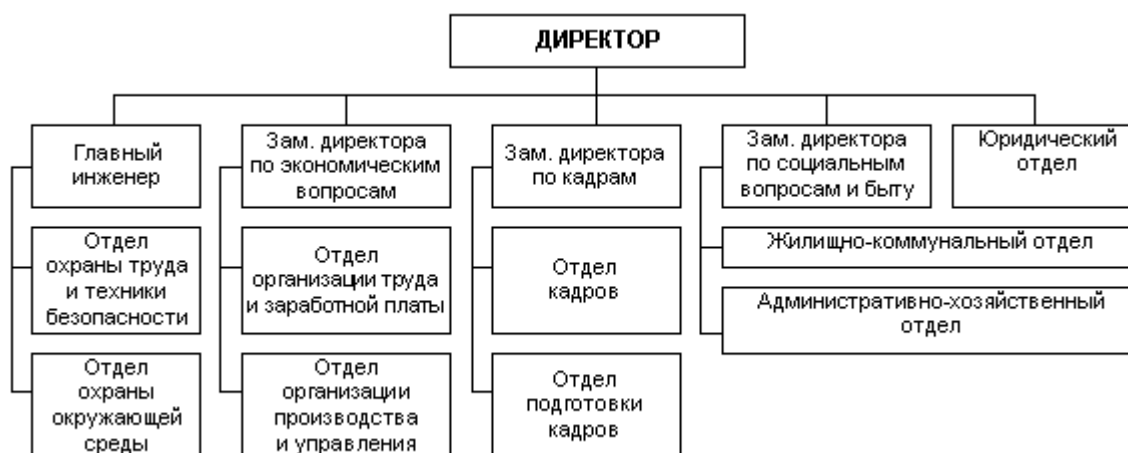 ДИРЕКТОР
Главный
инженер
Зам. директора
по экономическим
вопросам
Зам. директора
по кадрам
Зам. директора
по социальным
вопросам и быту
Юридический
отдел
Отдел
охраны труда
и техники
безопасности
Отдел
организации труда
и заработной платы
Отдел
кадров
Жилищно-коммунальный отдел
Административно-хозяйственный
отдел
Отдел
охраны
окружающей
среды
Отдел
организации
производства
и управления
Отдел
подготовки
кадров